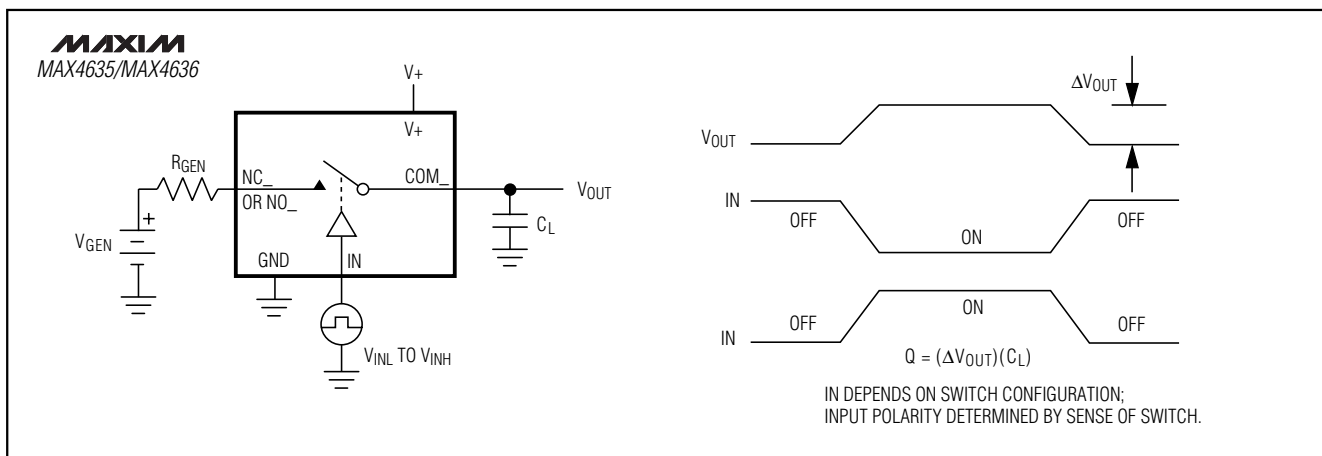 MAXIM
MAX4635/MAX4636
V+
V+
RGEN
NC_
OR NO_
COM_
VOUT
CL
+
VGEN
GND
IN
VINL TO VINH
ΔVOUT
VOUT
IN
OFF
ON
OFF
IN
OFF
ON
OFF
Q = (ΔVOUT)(CL)
IN DEPENDS ON SWITCH CONFIGURATION;
INPUT POLARITY DETERMINED BY SENSE OF SWITCH.